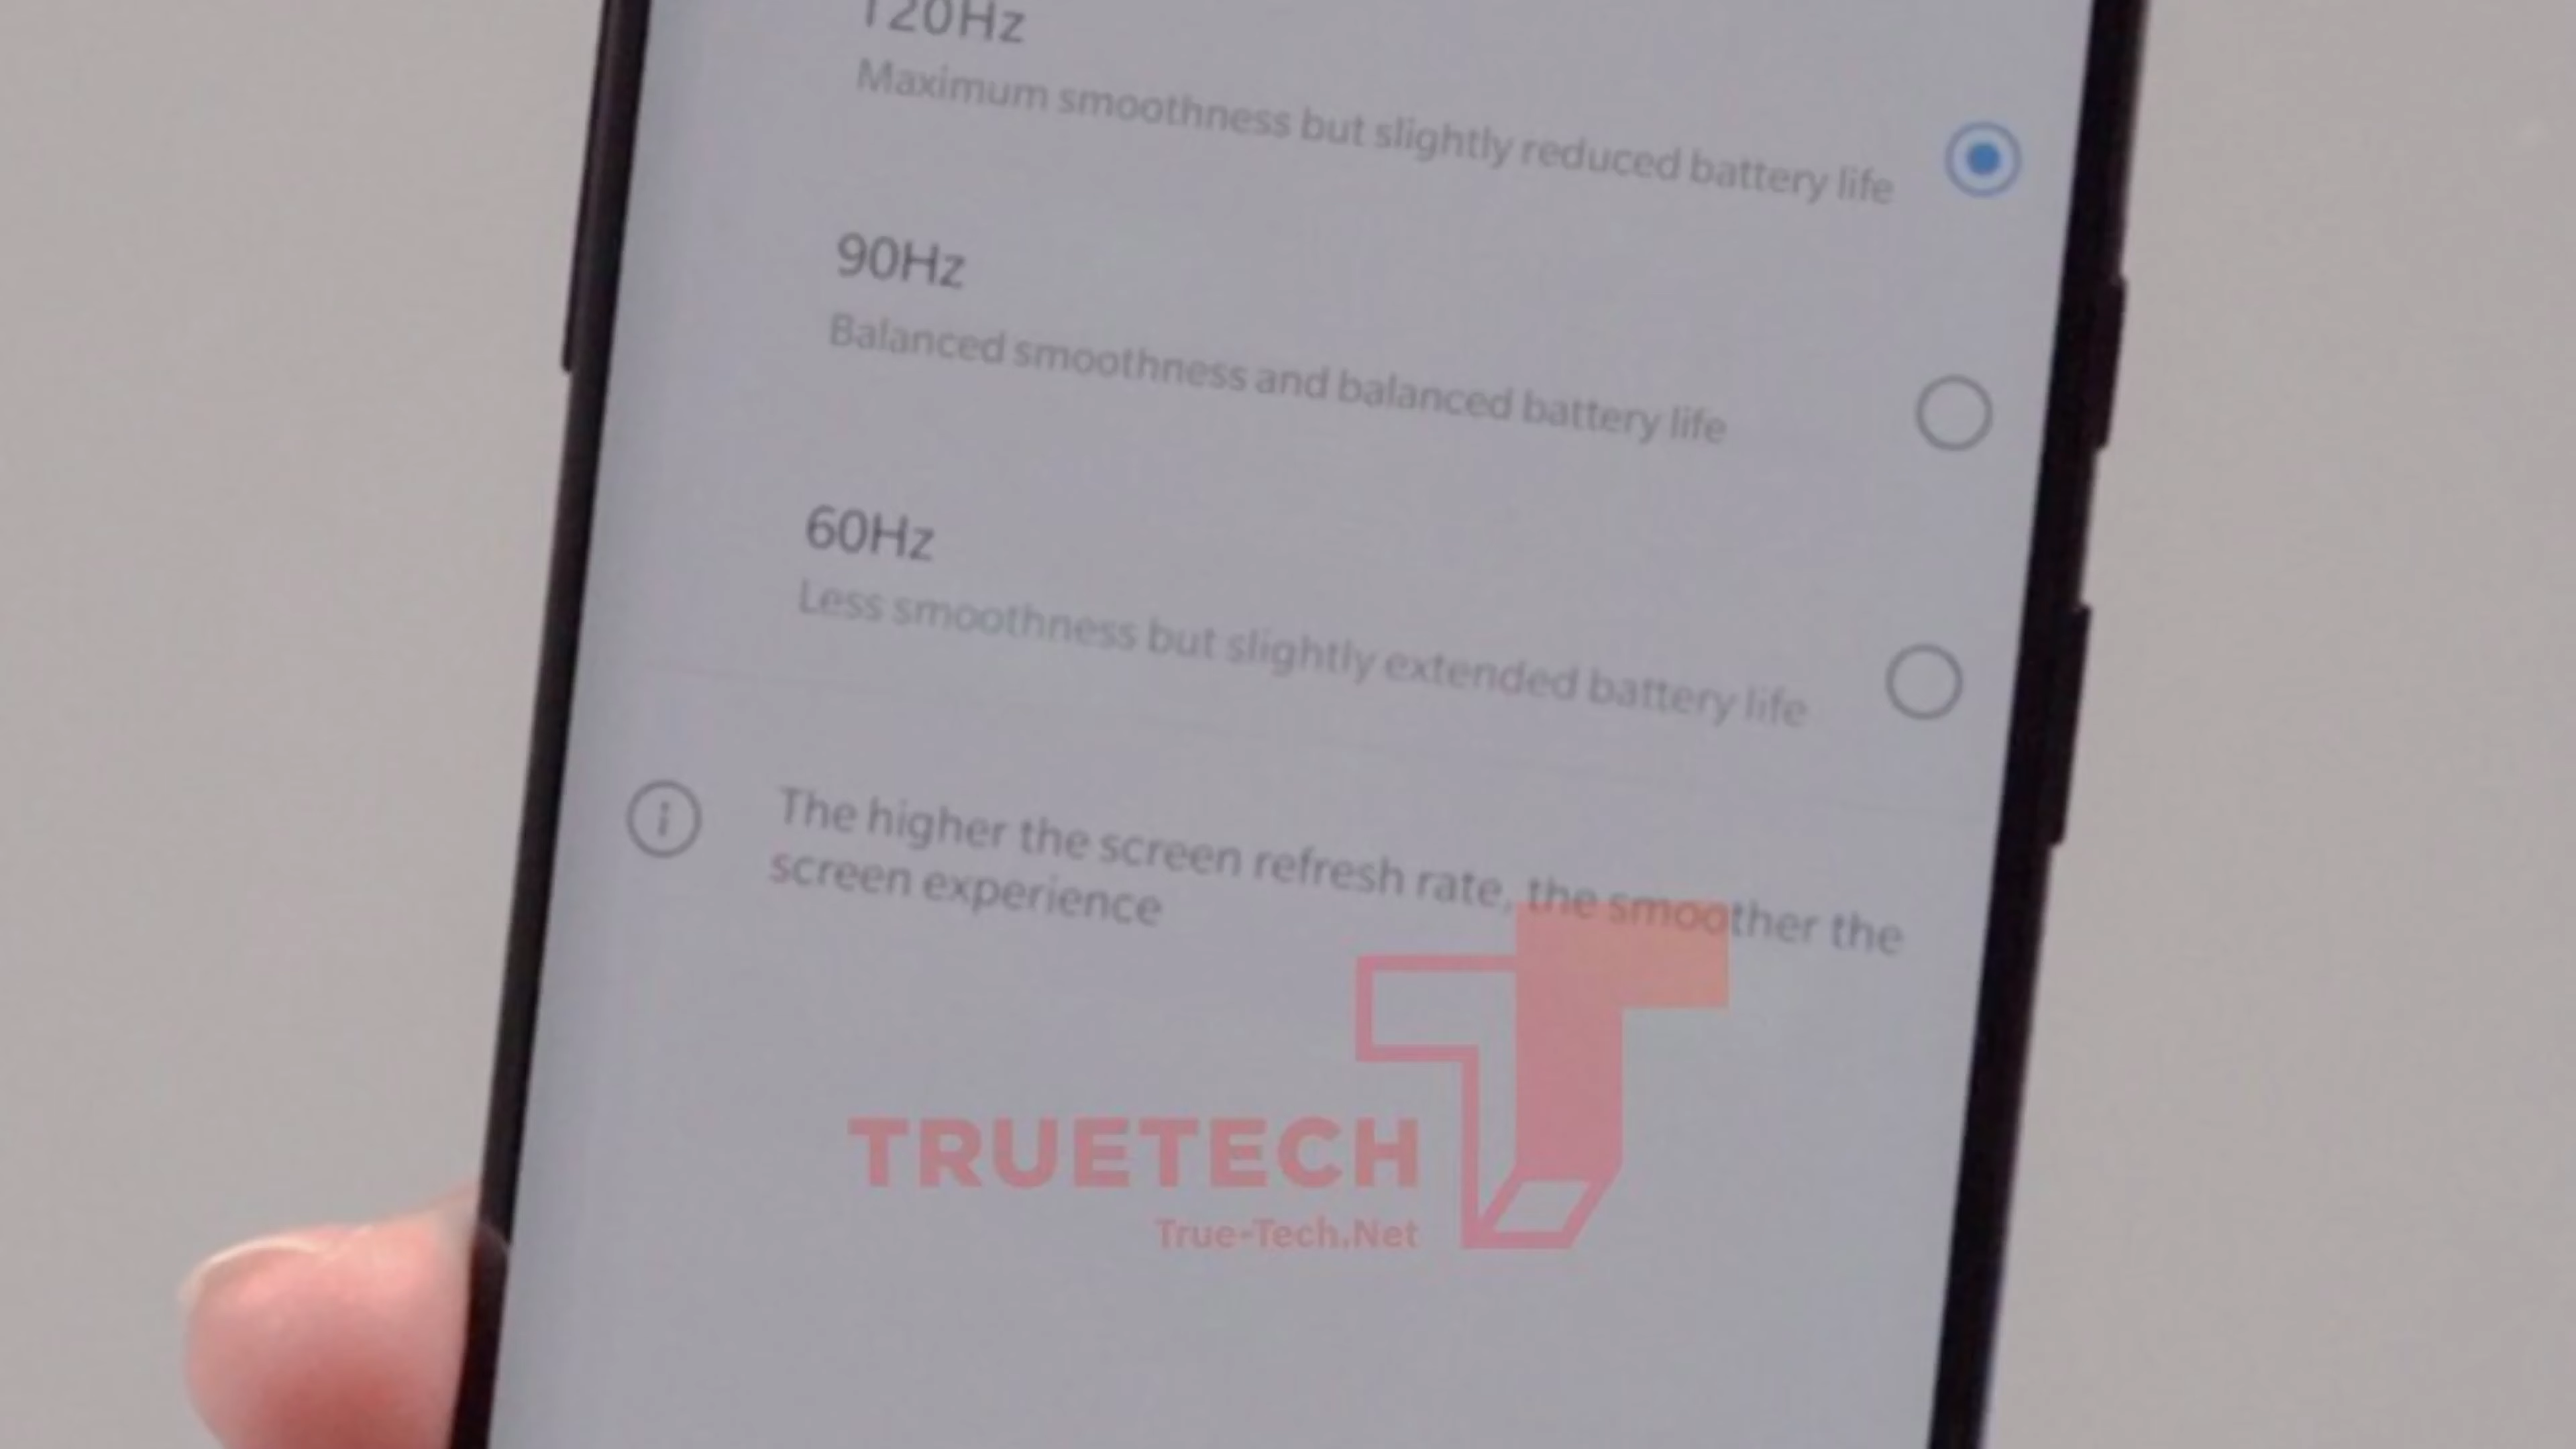 120Hz
Maximum smoothness but slightly reduced battery life
90Hz
Balanced smoothness and balanced battery life
60Hz
Less smoothness but slightly extended battery life
The higher the screen refresh rate, the smoother the
screen experience
TRUETECH
True-Tech.Net